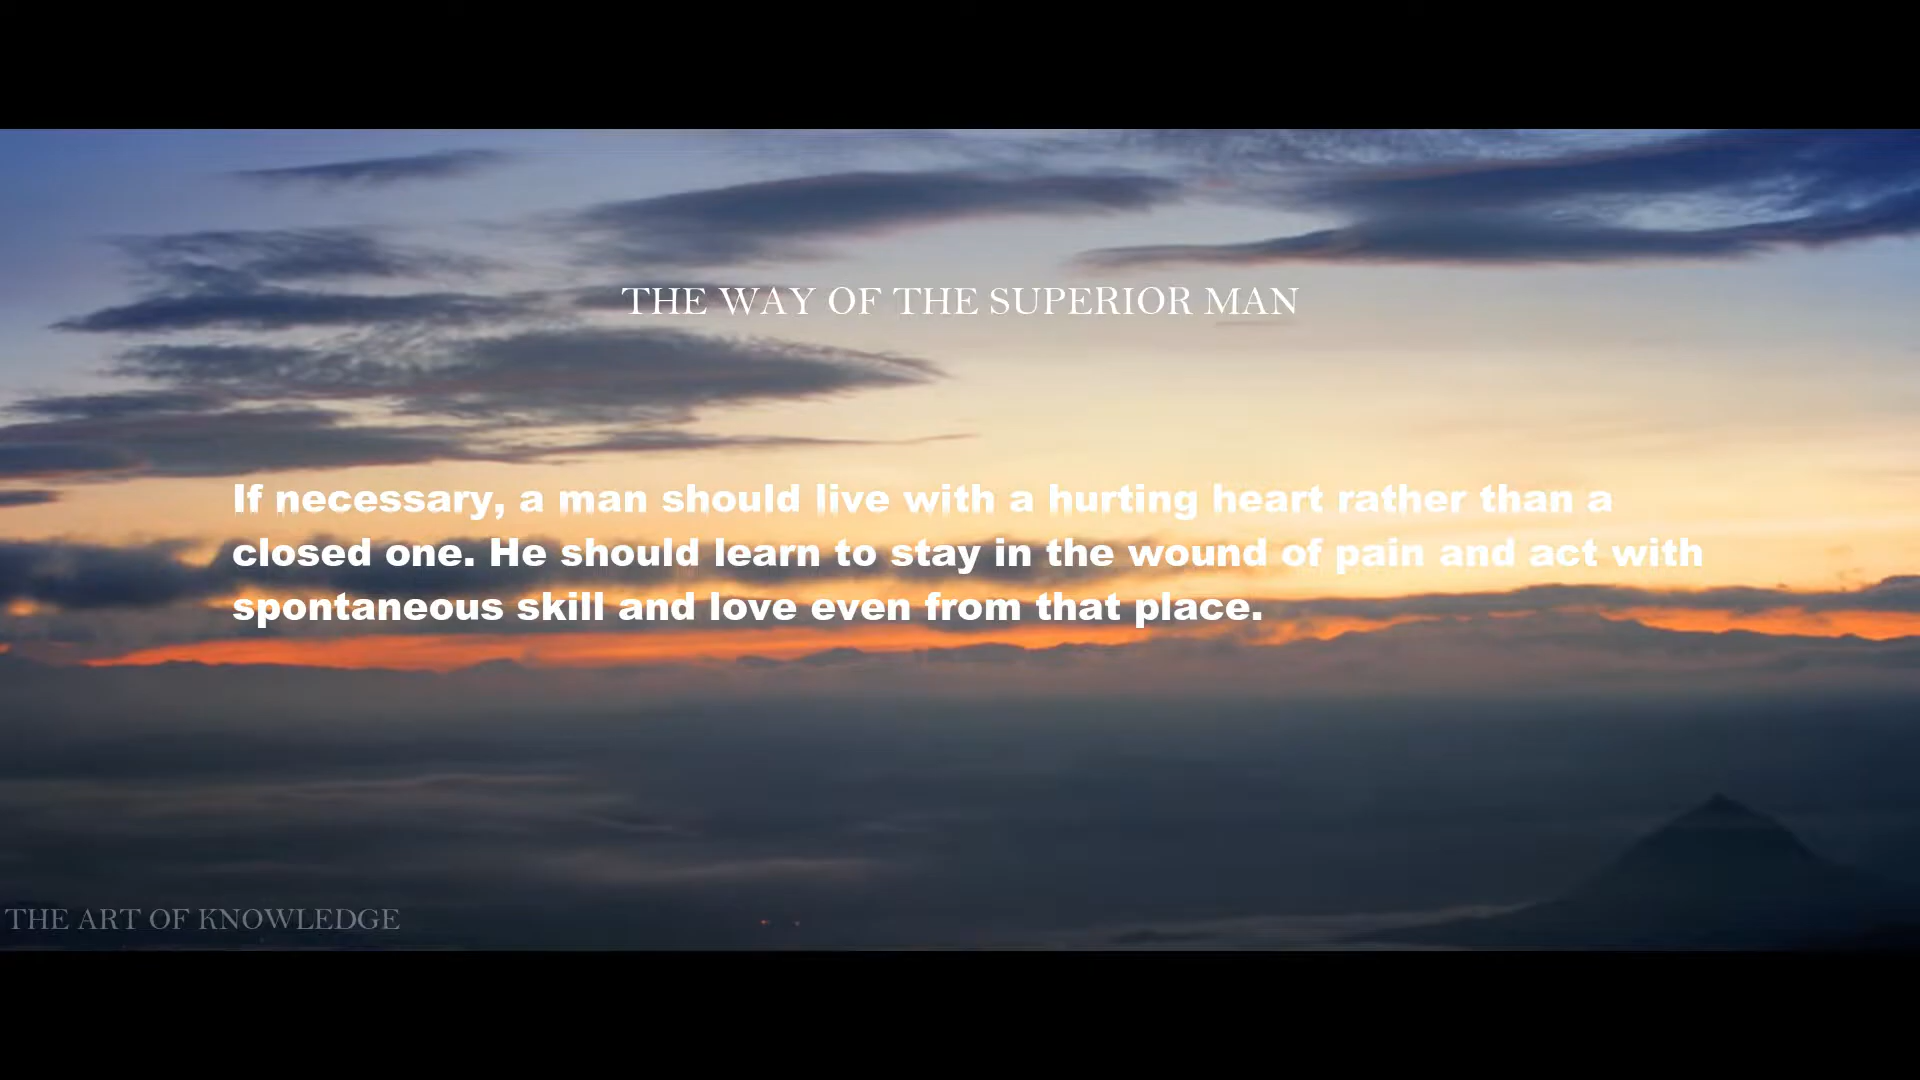 THE WAY OF THE SUPERIOR MAN
If necessary, a man should live with a hurting heart rather than a
closed one. He should learn to stay in the wound of pain and act with
spontaneous skill and love even from that place.
THE ART OF KNOWLEDGE